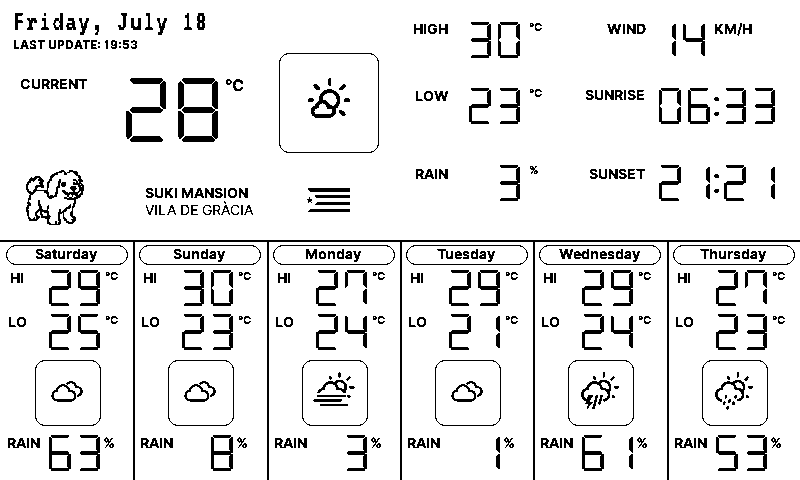 Friday, July 18
LAST UPDATE: 19:53
CURRENT 28 °C
HIGH 30 °C
WIND 14 KM/H
LOW 23 °C
SUNRISE 06:33
RAIN 3 %
SUNSET 21:21
SUKI MANSION
VILA DE GRÀCIA
Saturday
HI 29 °C
LO 25 °C
RAIN 63 %
Sunday
HI 30 °C
LO 23 °C
RAIN 8 %
Monday
HI 27 °C
LO 24 °C
RAIN 3 %
Tuesday
HI 29 °C
LO 21 °C
RAIN 1 %
Wednesday
HI 29 °C
LO 24 °C
RAIN 61 %
Thursday
HI 27 °C
LO 23 °C
RAIN 53 %